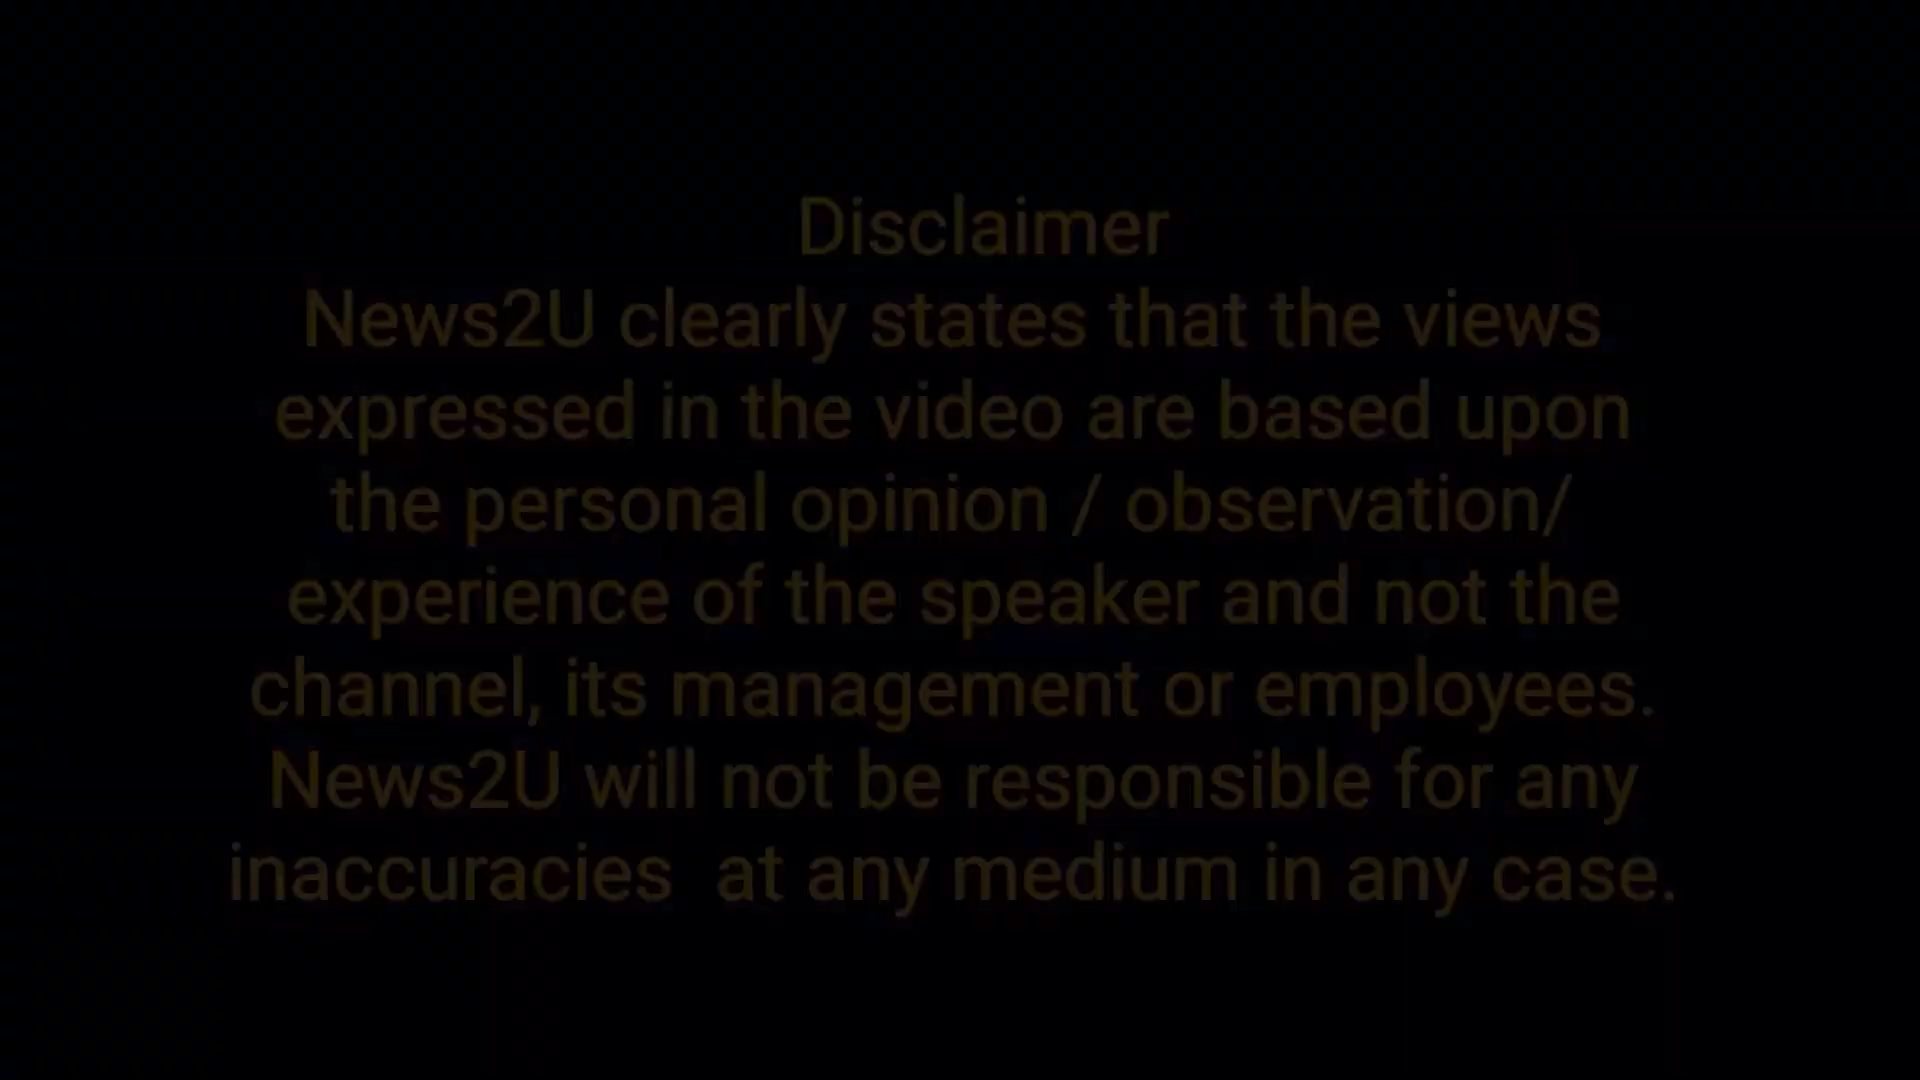 Disclaimer
News2U clearly states that the views
expressed in the video are based upon
the personal opinion / observation/
experience of the speaker and not the
channel, its management or employees.
News2U will not be responsible for any
inaccuracies  at any medium in any case.